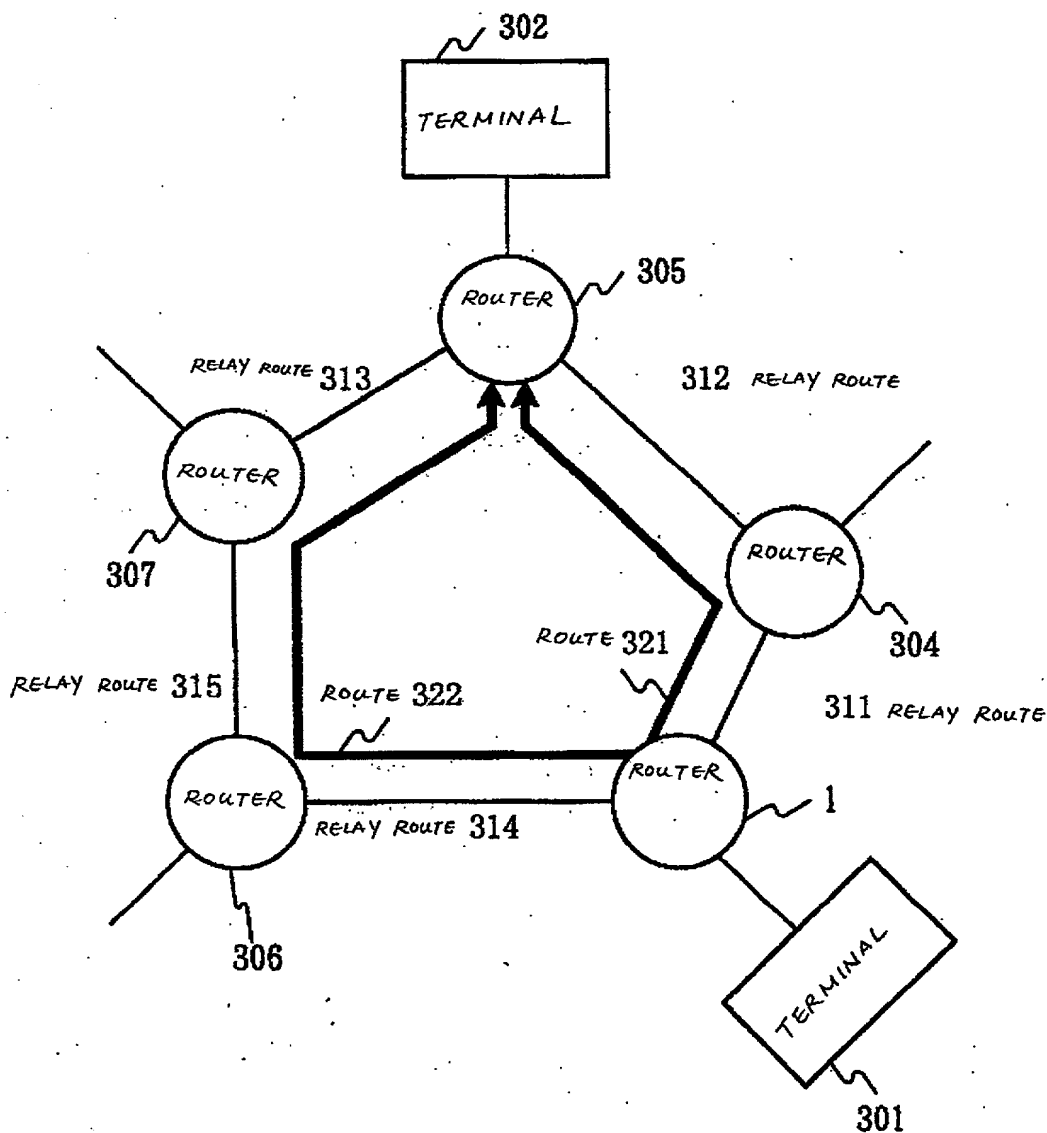 302
TERMINAL
305
ROUTER
RELAY ROUTE 313
312 RELAY ROUTE
ROUTER
307
ROUTER
304
ROUTE 321
RELAY ROUTE 315
ROUTE 322
311 RELAY ROUTE
ROUTER
ROUTER
1
RELAY ROUTE 314
306
TERMINAL
301